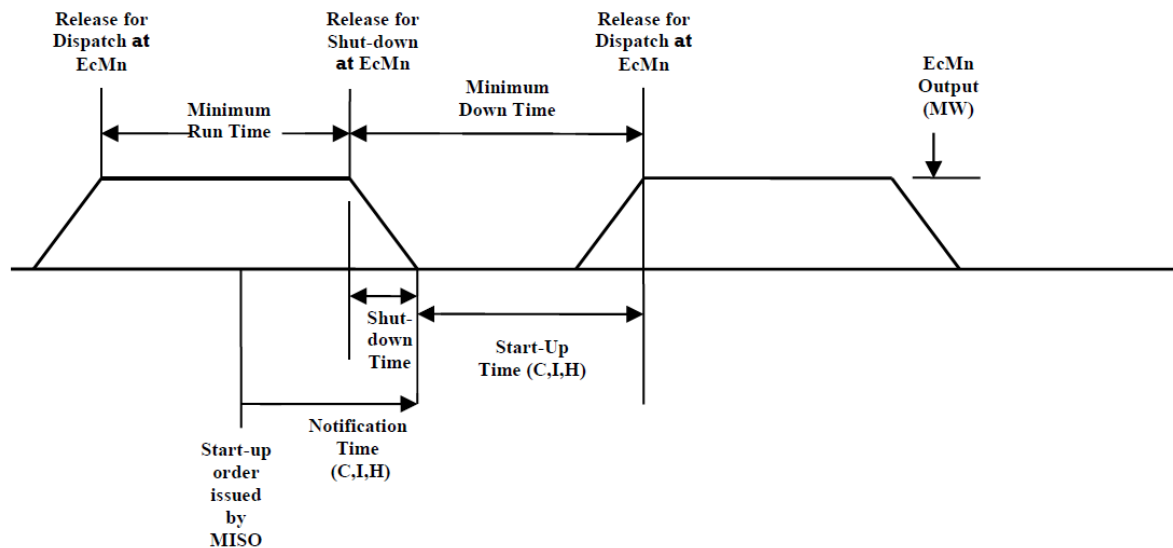 Release for
Dispatch at
EcMn
Release for
Shut-down
at EcMn
Release for
Dispatch at
EcMn
EcMn
Output
(MW)
Minimum
Run Time
Minimum
Down Time
Shut-
down
Time
Start-Up
Time (C,I,H)
Notification
Time
(C,I,H)
Start-up
order
issued
by
MISO